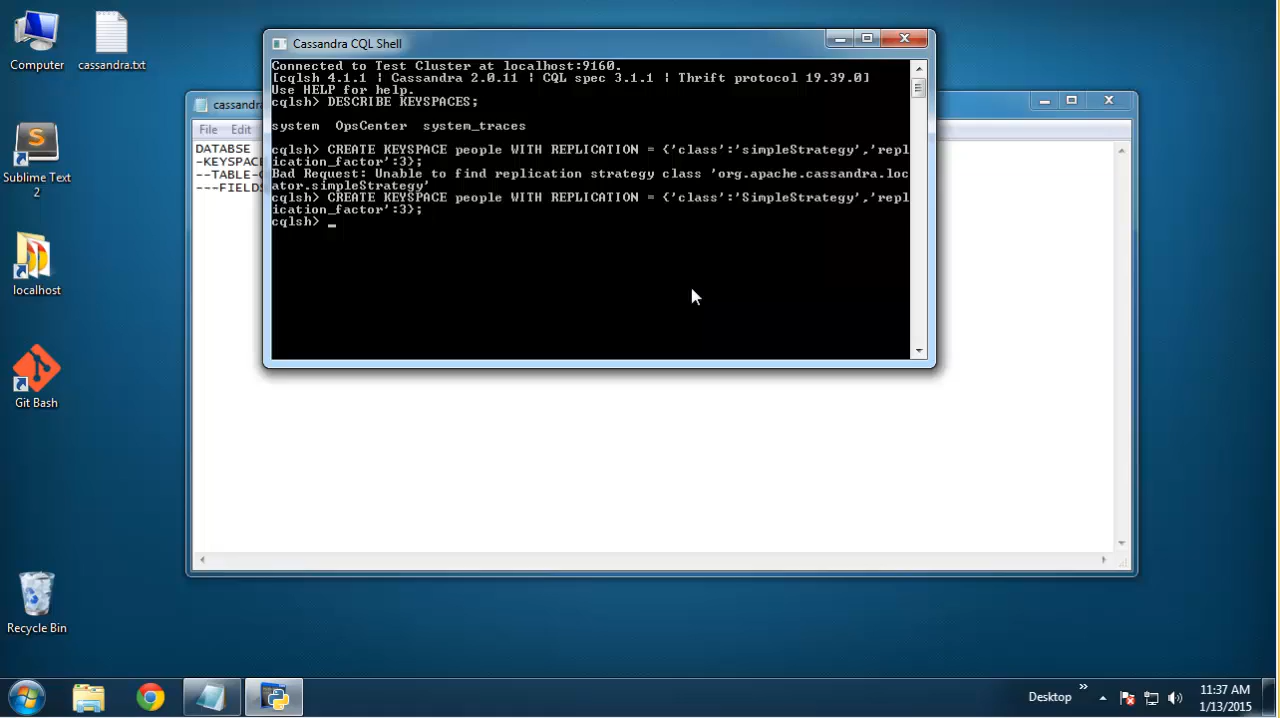 Computer
cassandra.txt
Sublime Text
2
localhost
Git Bash
Recycle Bin
Cassandra CQL Shell
Connected to Test Cluster at localhost:9160.
[cqlsh 4.1.1 | Cassandra 2.0.11 | CQL spec 3.1.1 | Thrift protocol 19.39.0]
Use HELP for help.
cqlsh> DESCRIBE KEYSPACES;
system OpsCenter system_traces
cqlsh> CREATE KEYSPACE people WITH REPLICATION = {'class':'simpleStrategy','repl
ication_factor':3};
Bad Request: Unable to find replication strategy class 'org.apache.cassandra.loc
ator.simpleStrategy'
cqlsh> CREATE KEYSPACE people WITH REPLICATION = {'class':'SimpleStrategy','repl
ication_factor':3};
cqlsh> _
cassandra
File Edit
DATABSE
-KEYSPACE
--TABLE-
---FIELDS
Desktop
11:37 AM
1/13/2015